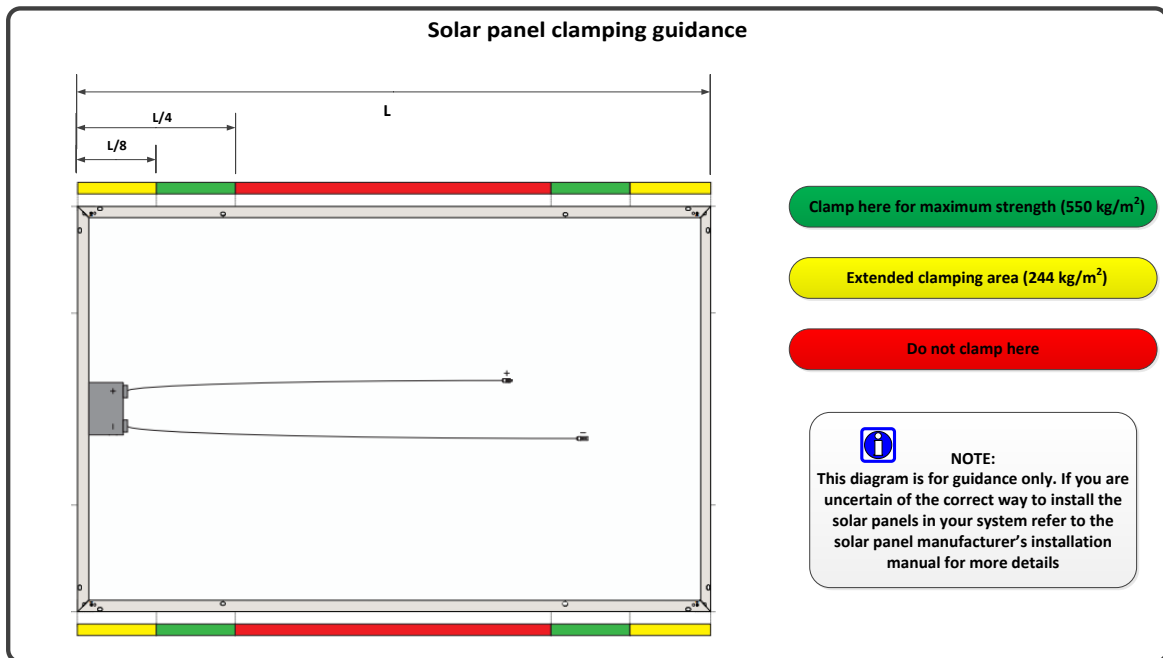 Solar panel clamping guidance
L
L/4
L/8
Clamp here for maximum strength (550 kg/m²)
Extended clamping area (244 kg/m²)
Do not clamp here
+
+
–
–
NOTE:
This diagram is for guidance only. If you are
uncertain of the correct way to install the
solar panels in your system refer to the
solar panel manufacturer’s installation
manual for more details